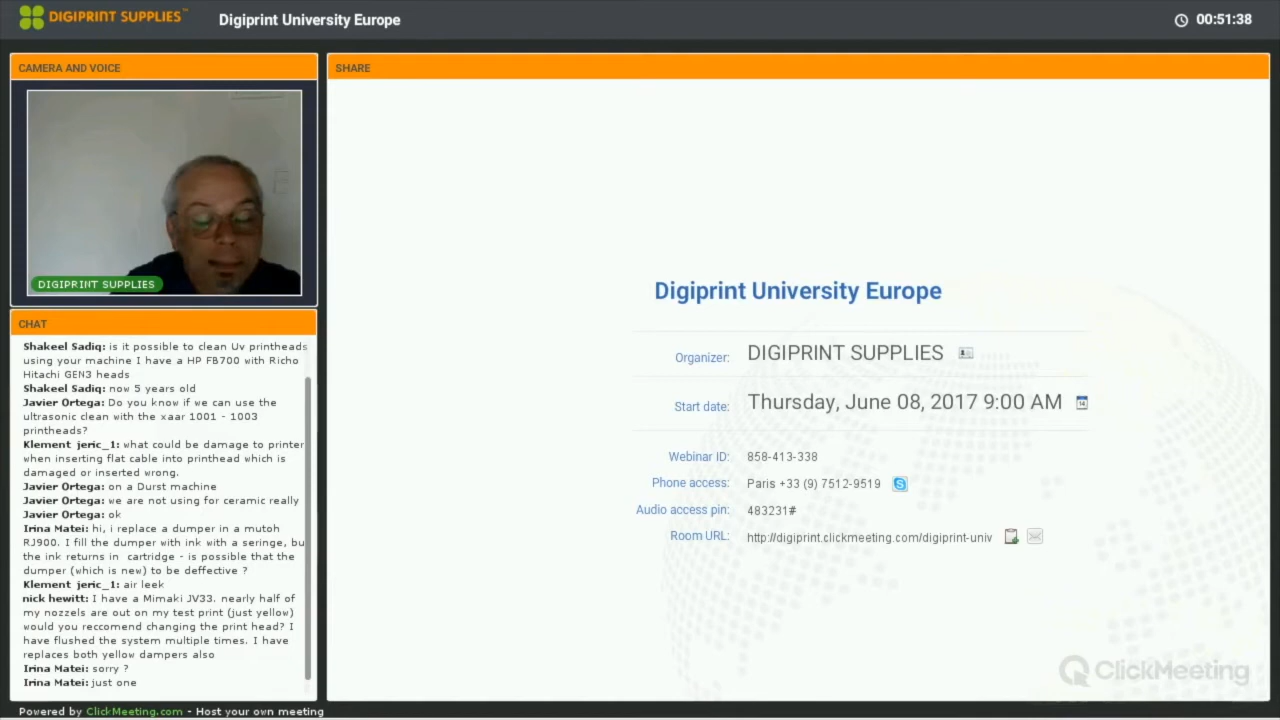 DIGIPRINT SUPPLIES™
Digiprint University Europe
00:51:38
CAMERA AND VOICE
DIGIPRINT SUPPLIES
CHAT
Shakeel Sadiq: is it possible to clean Uv printheads
using your machine I have a HP FB700 with Richo
Hitachi GEN3 heads
Shakeel Sadiq: now 5 years old
Javier Ortega: Do you know if we can use the
ultrasonic clean with the xaar 1001 - 1003
printheads?
Klement jeric_1: what could be damage to printer
when inserting flat cable into printhead which is
damaged or inserted wrong.
Javier Ortega: on a Durst machine
Javier Ortega: we are not using for ceramic really
Javier Ortega: ok
Irina Matei: hi, i replace a dumper in a mutoh
RJ900. I fill the dumper with ink with a seringe, bu
the ink returns in cartridge - is possible that the
dumper (which is new) to be deffective ?
Klement jeric_1: air leek
nick hewitt: I have a Mimaki JV33. nearly half of
my nozzels are out on my test print (just yellow)
would you reccomend changing the print head? I
have flushed the system multiple times. I have
replaces both yellow dampers also
Irina Matei: sorry ?
Irina Matei: just one
SHARE
Digiprint University Europe
Organizer: DIGIPRINT SUPPLIES
Start date: Thursday, June 08, 2017 9:00 AM
14
Webinar ID: 858-413-338
Phone access: Paris +33 (9) 7512-9519
Audio access pin: 483231#
Room URL: http://digiprint.clickmeeting.com/digiprint-univ
ClickMeeting
Powered by ClickMeeting.com - Host your own meeting